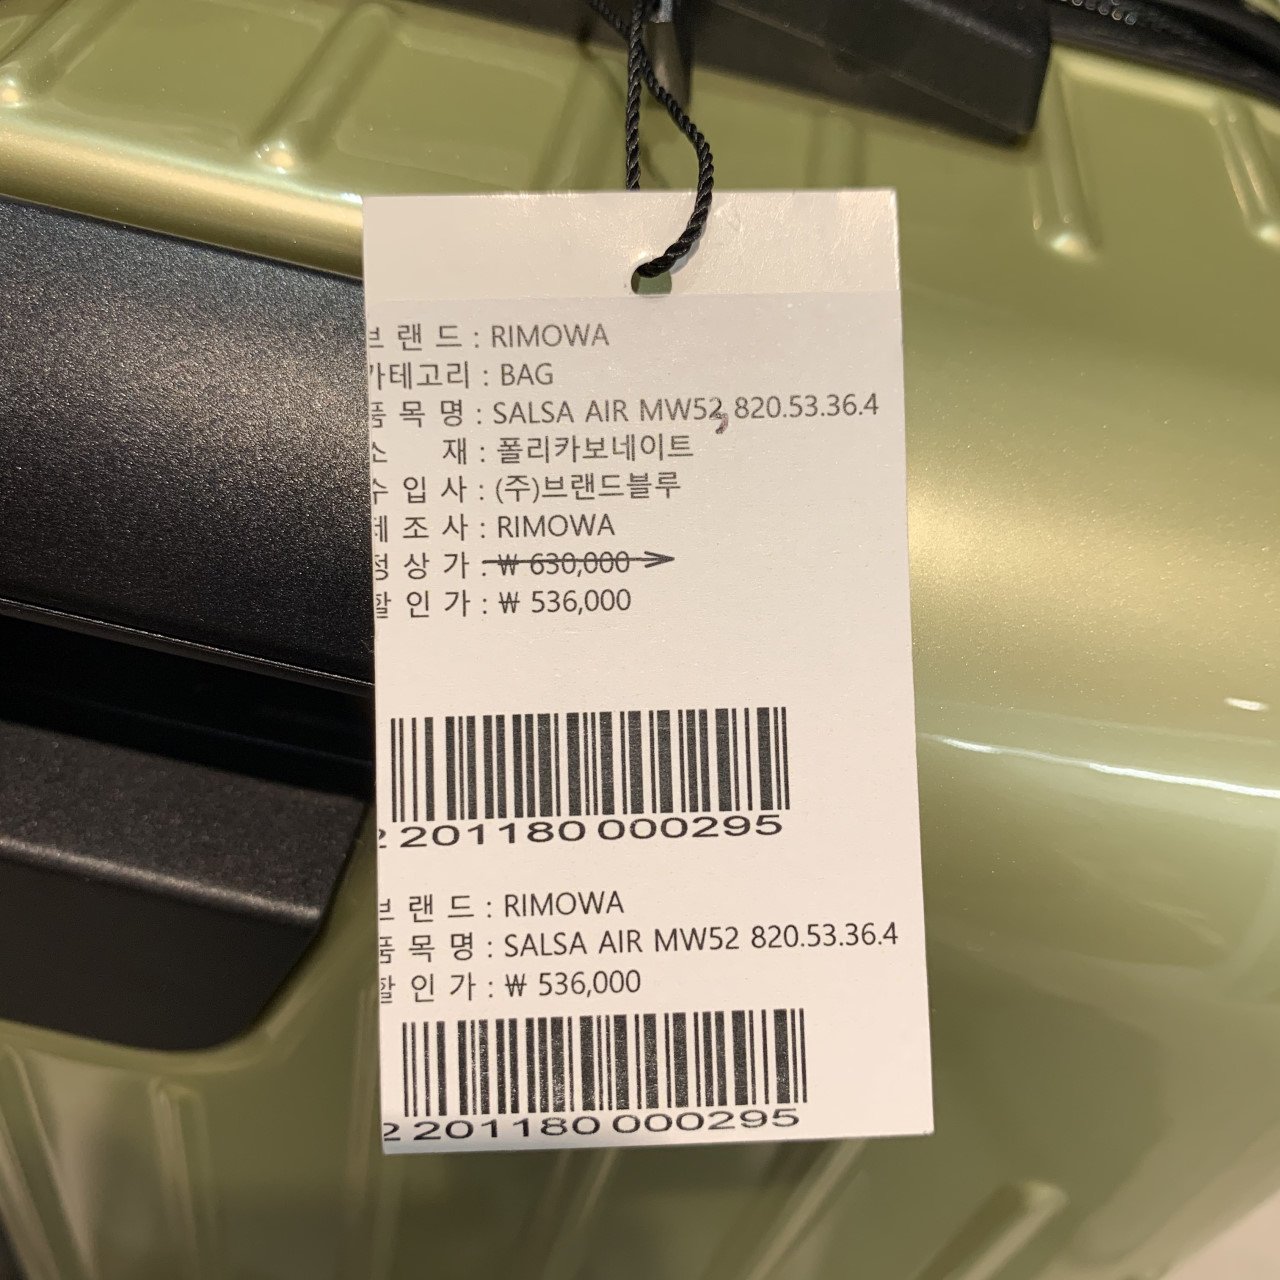 브 랜 드 : RIMOWA
카테고리 : BAG
품 목 명 : SALSA AIR MW52, 820.53.36.4
소 재 : 폴리카보네이트
수 입 사 : (주)브랜드블루
제 조 사 : RIMOWA
정 상 가 : ₩ 630,000
할 인 가 : ₩ 536,000
2 201180 000295
브 랜 드 : RIMOWA
품 목 명 : SALSA AIR MW52 820.53.36.4
할 인 가 : ₩ 536,000
2 201180 000295